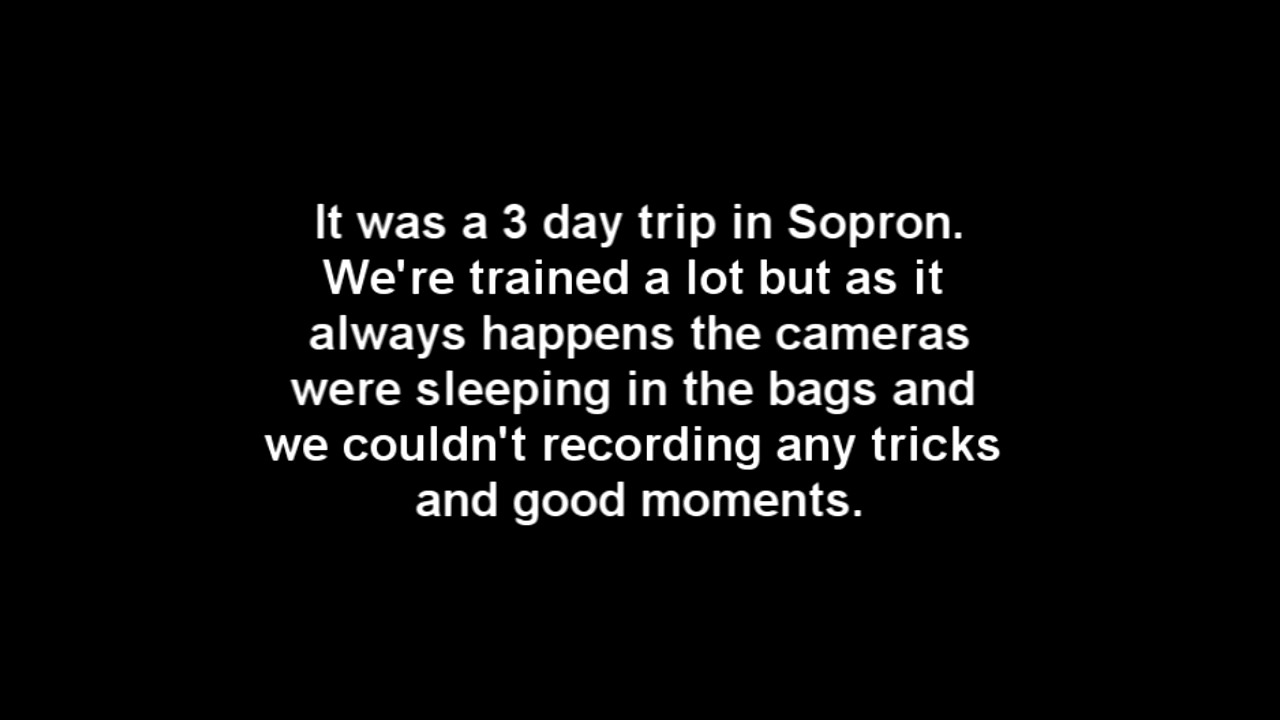 It was a 3 day trip in Sopron.
We're trained a lot but as it
always happens the cameras
were sleeping in the bags and
we couldn't recording any tricks
and good moments.